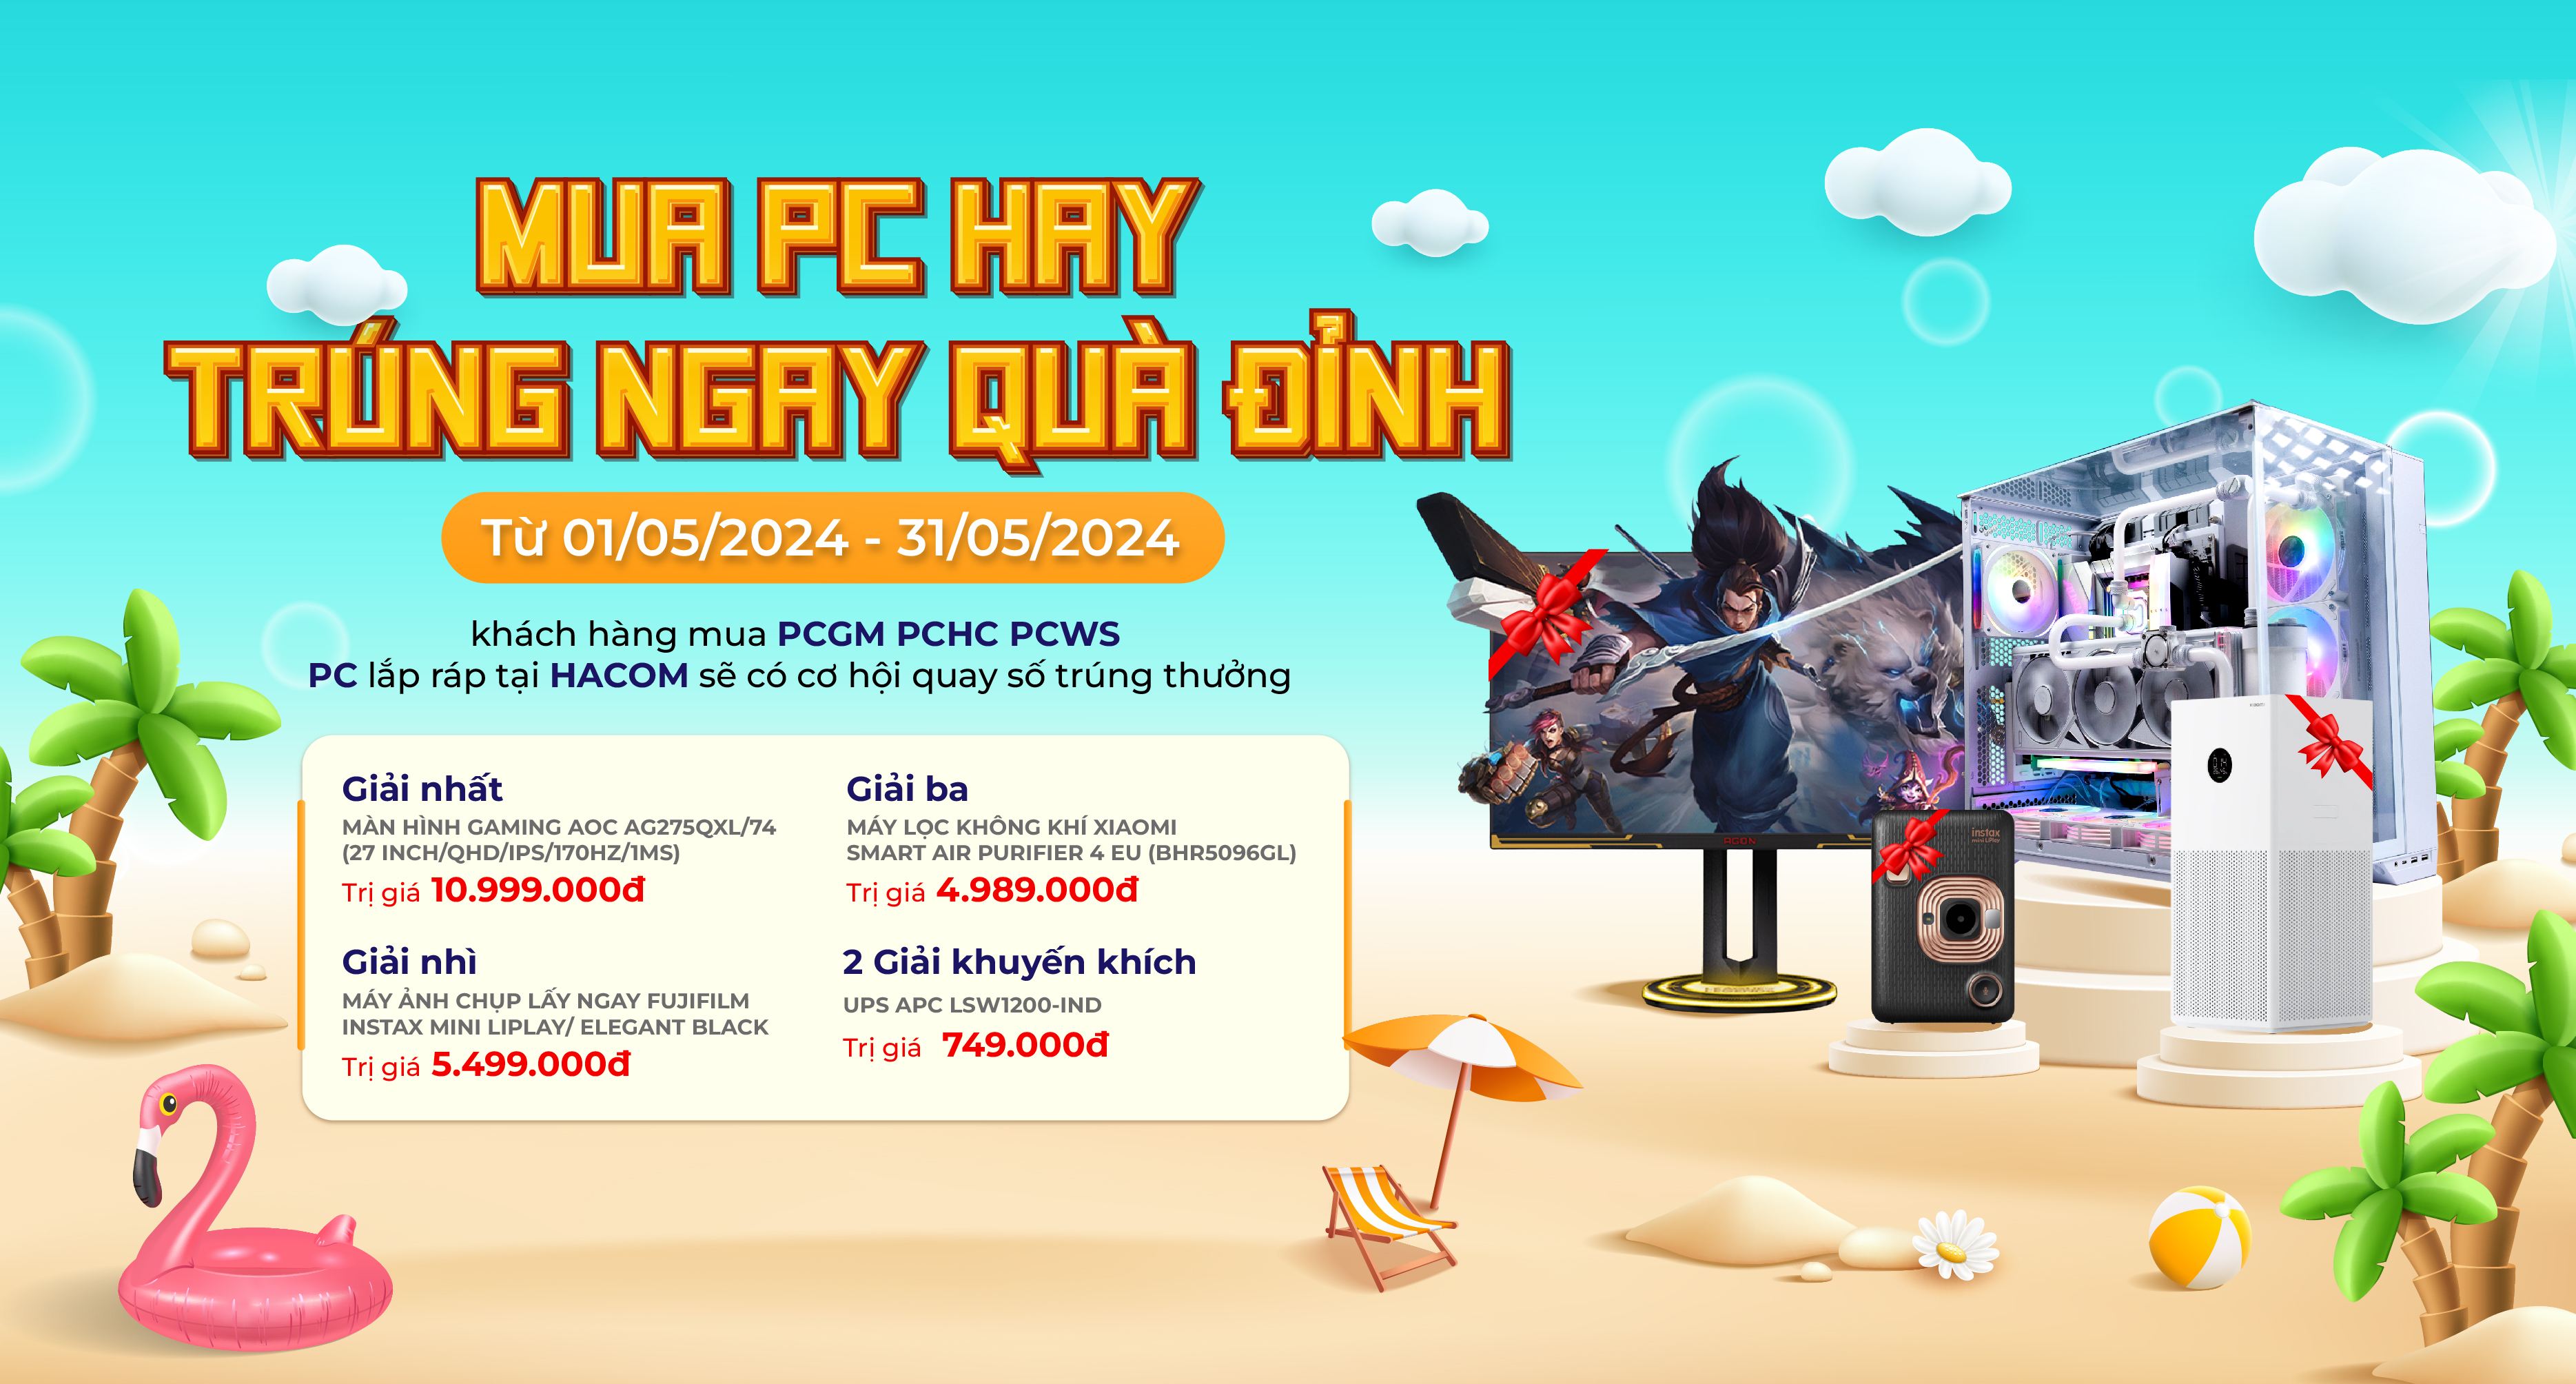 MUA PC HAY
TRÚNG NGAY QUÀ ĐỈNH
Từ 01/05/2024 - 31/05/2024
khách hàng mua PCGM PCHC PCWS
PC lắp ráp tại HACOM sẽ có cơ hội quay số trúng thưởng
Giải nhất
MÀN HÌNH GAMING AOC AG275QXL/74
(27 INCH/QHD/IPS/170HZ/1MS)
Trị giá 10.999.000đ
Giải nhì
MÁY ẢNH CHỤP LẤY NGAY FUJIFILM
INSTAX MINI LIPLAY/ ELEGANT BLACK
Trị giá 5.499.000đ
Giải ba
MÁY LỌC KHÔNG KHÍ XIAOMI
SMART AIR PURIFIER 4 EU (BHR5096GL)
Trị giá 4.989.000đ
2 Giải khuyến khích
UPS APC LSW1200-IND
Trị giá 749.000đ
AGON
instax
mini LiPlay